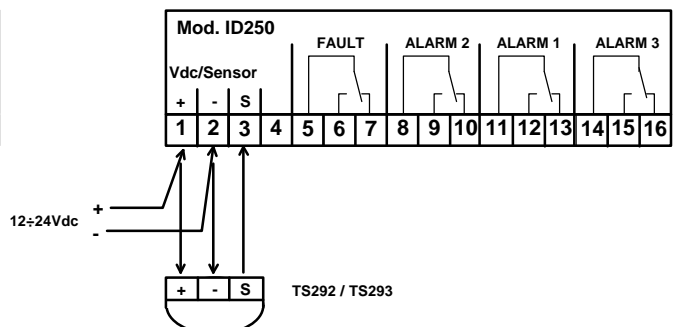 Mod. ID250
FAULT ALARM 2 ALARM 1 ALARM 3
Vdc/Sensor
+ - S
1 2 3 4 5 6 7 8 9 10 11 12 13 14 15 16
+
12÷24Vdc
-
+ - S TS292 / TS293